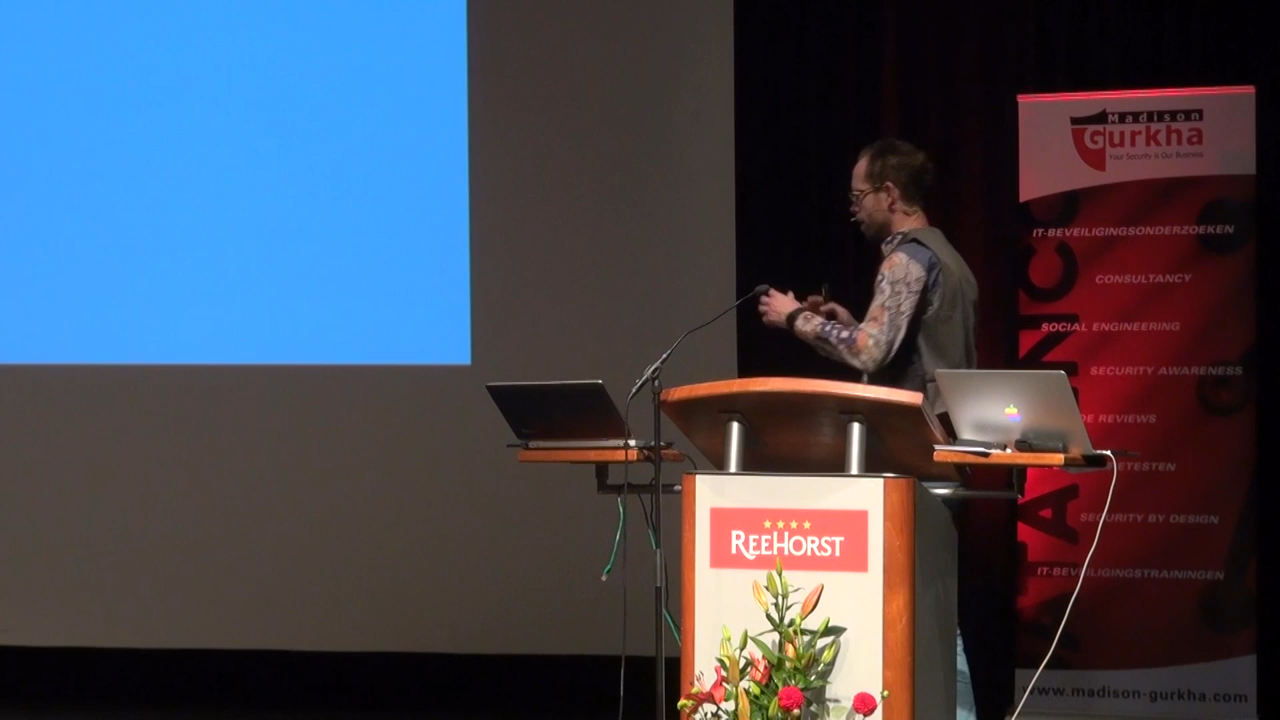 Madison
Gurkha
Your Security is Our Business
IT-BEVEILIGINGSONDERZOEKEN
CONSULTANCY
SOCIAL ENGINEERING
SECURITY AWARENESS
REVIEWS
SECURITY BY DESIGN
IT-BEVEILIGINGSTRAININGEN
www.madison-gurkha.com
REEHORST